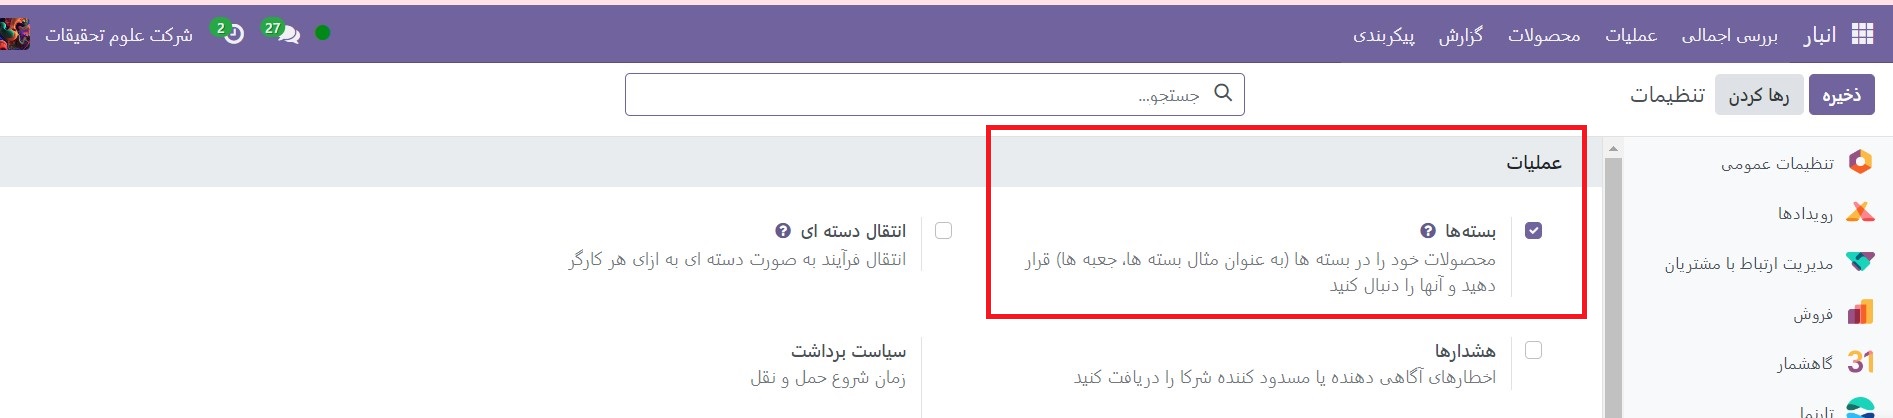 انبار بررسی اجمالی عملیات محصولات گزارش پیکربندی 27 2 شرکت علوم تحقیقات
ذخیره رها کردن تنظیمات جستجو...
تنظیمات عمومی
رویدادها
مدیریت ارتباط با مشتریان
فروش
31 گاهشمار
تارنما
عملیات
بسته‌ها ?
محصولات خود را در بسته ها (به عنوان مثال بسته ها، جعبه ها) قرار
دهید و آنها را دنبال کنید
انتقال دسته ای ?
انتقال فرآیند به صورت دسته ای به ازای هر کارگر
هشدارها
اخطارهای آگاهی دهنده یا مسدود کننده شرکا را دریافت کنید
سیاست برداشت
زمان شروع حمل و نقل